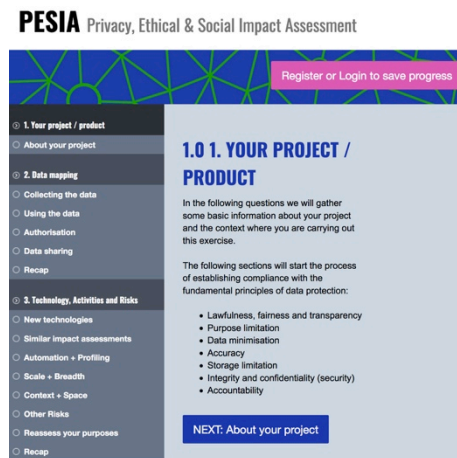 PESIA Privacy, Ethical & Social Impact Assessment
Register or Login to save progress
1. Your project / product
About your project
2. Data mapping
Collecting the data
Using the data
Authorisation
Data sharing
Recap
3. Technology, Activities and Risks
New technologies
Similar impact assessments
Automation + Profiling
Scale + Breadth
Context + Space
Other Risks
Reassess your purposes
Recap
1.0 1. YOUR PROJECT /
PRODUCT
In the following questions we will gather
some basic information about your project
and the context where you are carrying out
this exercise.
The following sections will start the process
of establishing compliance with the
fundamental principles of data protection:
• Lawfulness, fairness and transparency
• Purpose limitation
• Data minimisation
• Accuracy
• Storage limitation
• Integrity and confidentiality (security)
• Accountability
NEXT: About your project